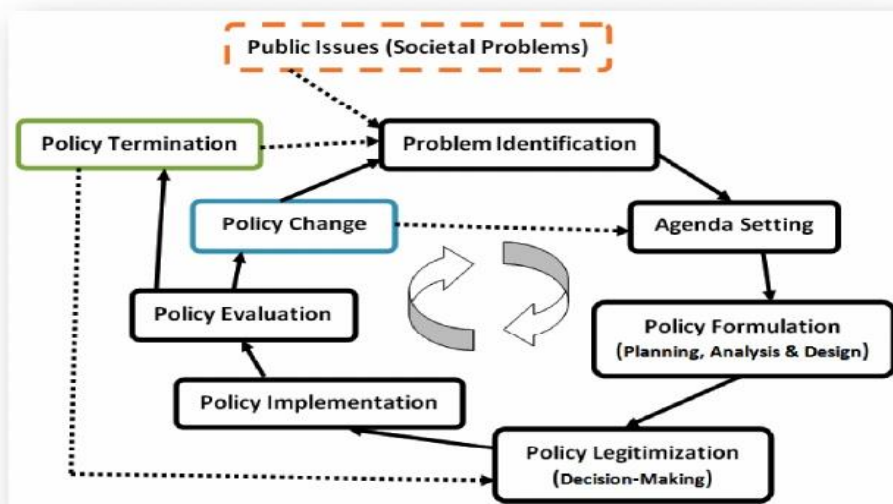 Public Issues (Societal Problems)
Policy Termination
Problem Identification
Policy Change
Agenda Setting
Policy Evaluation
Policy Formulation
(Planning, Analysis & Design)
Policy Implementation
Policy Legitimization
(Decision-Making)